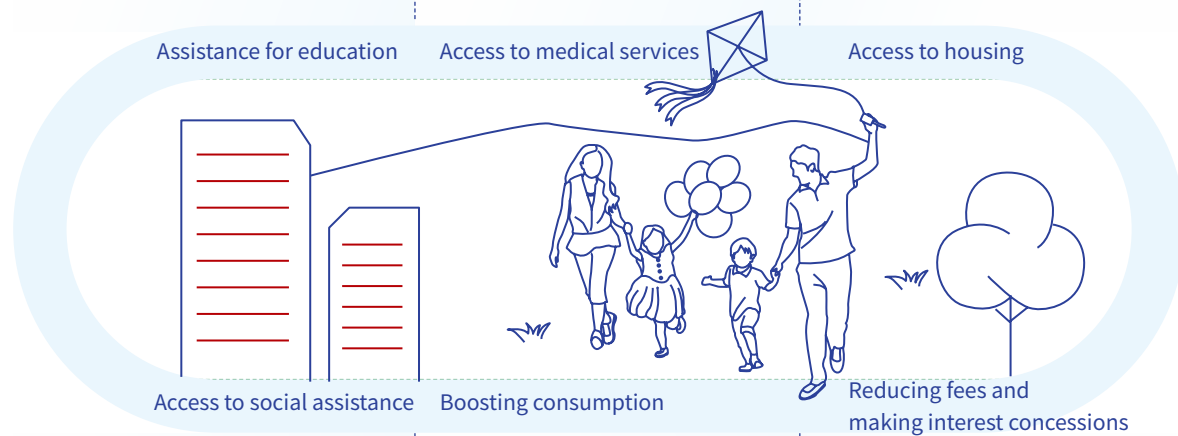 Assistance for education
Access to medical services
Access to housing
Access to social assistance
Boosting consumption
Reducing fees and
making interest concessions